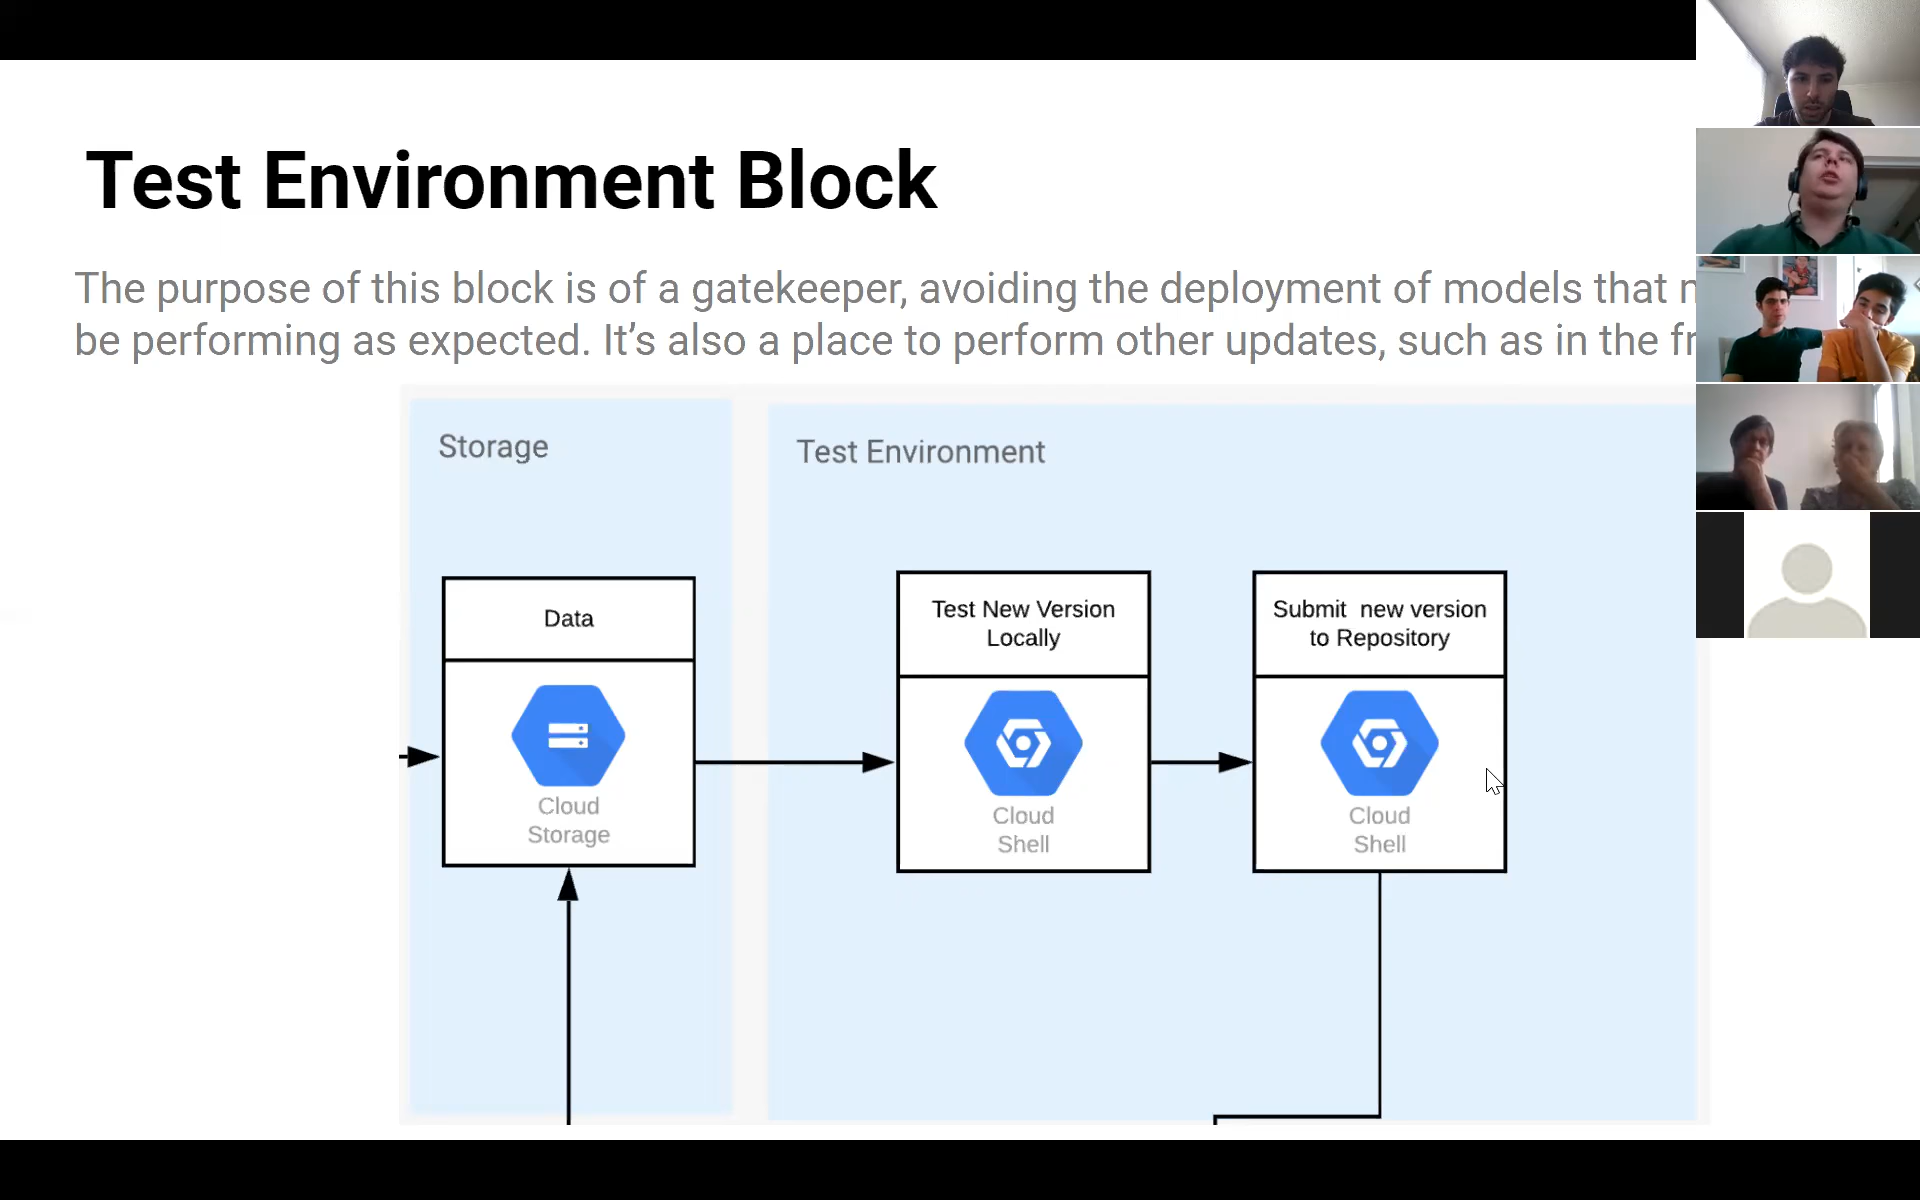 Test Environment Block
The purpose of this block is of a gatekeeper, avoiding the deployment of models that
be performing as expected. It’s also a place to perform other updates, such as in the
Storage
Test Environment
Data
Cloud
Storage
Test New Version
Locally
Cloud
Shell
Submit new version
to Repository
Cloud
Shell